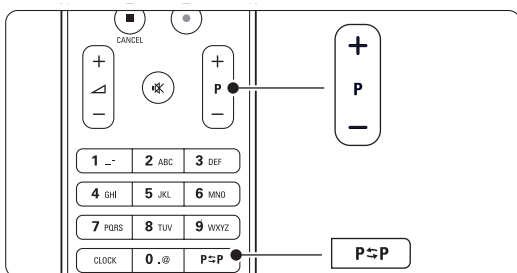 CANCEL
+ + +
P P
− − −
1 _- 2 ABC 3 DEF
4 GHI 5 JKL 6 MNO
7 PQRS 8 TUV 9 WXYZ
CLOCK 0 .@ P⇆P P⇆P